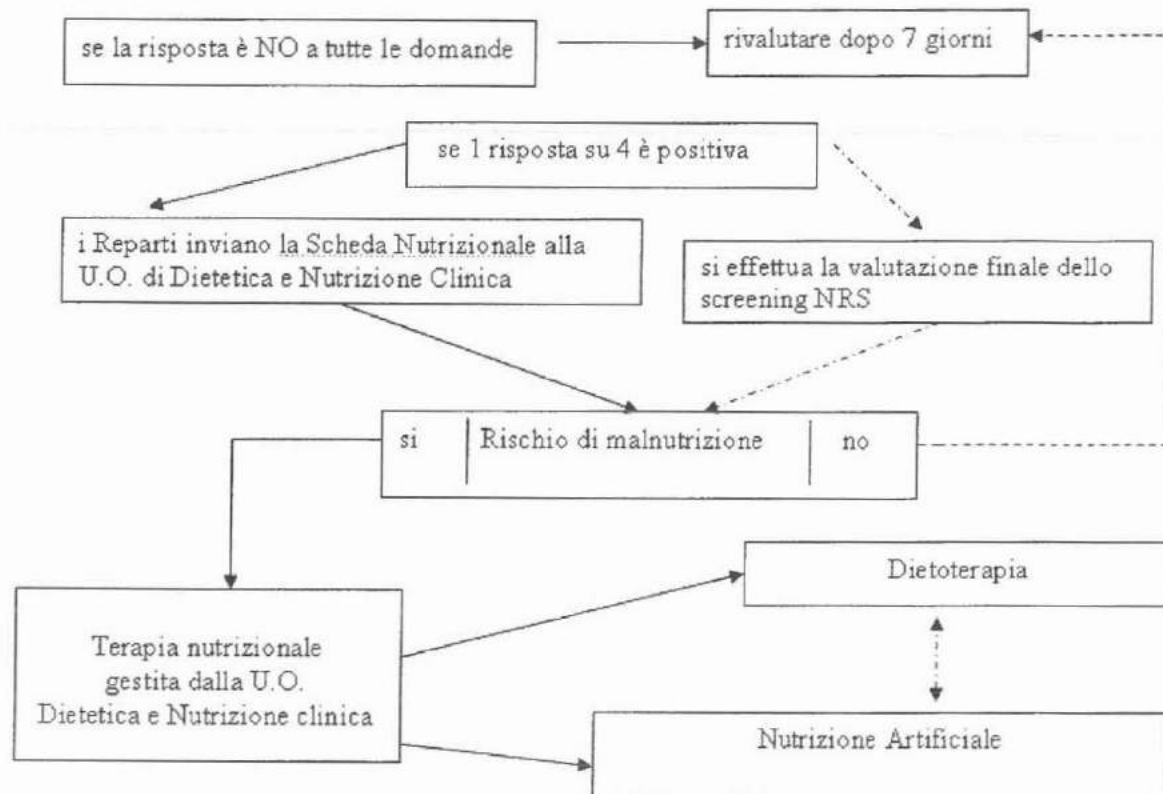 se la risposta è NO a tutte le domande
rivalutare dopo 7 giorni
se 1 risposta su 4 è positiva
i Reparti inviano la Scheda Nutrizionale alla
U.O. di Dietetica e Nutrizione Clinica
si effettua la valutazione finale dello
screening NRS
si
Rischio di malnutrizione
no
Dietoterapia
Terapia nutrizionale
gestita dalla U.O.
Dietetica e Nutrizione clinica
Nutrizione Artificiale